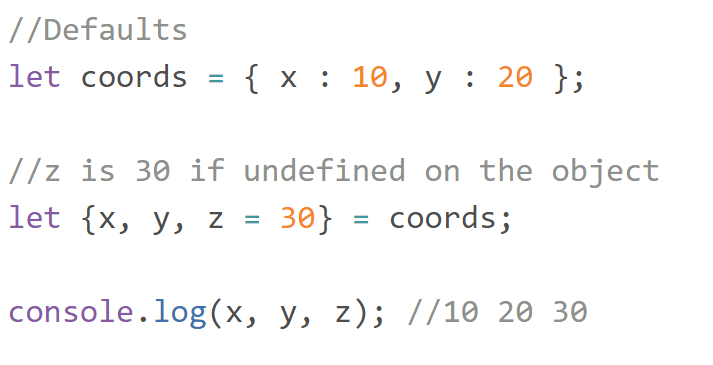 //Defaults
let coords = { x : 10, y : 20 };
//z is 30 if undefined on the object
let {x, y, z = 30} = coords;
console.log(x, y, z); //10 20 30